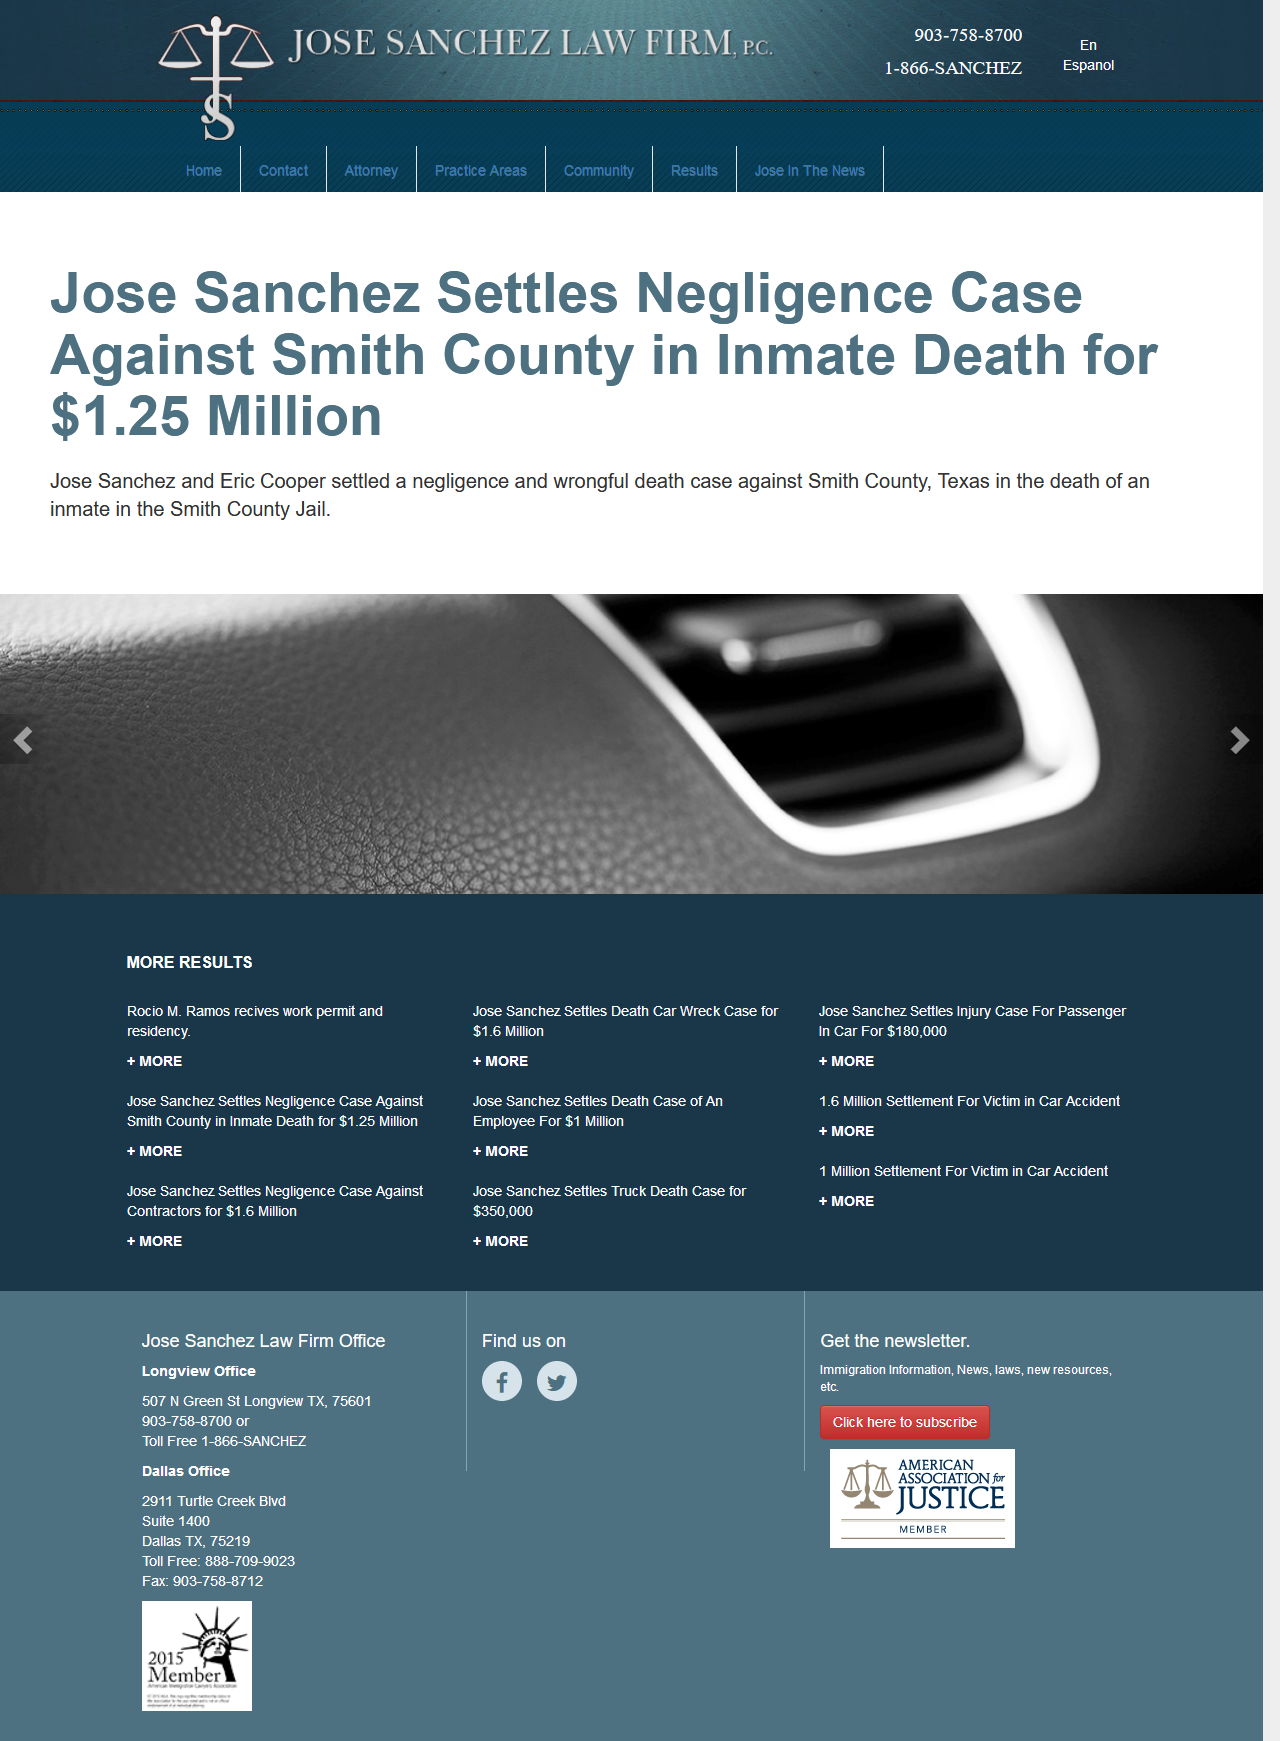 JOSE SANCHEZ LAW FIRM, P.C.
903-758-8700
1-866-SANCHEZ
En
Espanol
S
Home
Contact
Attorney
Practice Areas
Community
Results
Jose In The News
Jose Sanchez Settles Negligence Case
Against Smith County in Inmate Death for
$1.25 Million
Jose Sanchez and Eric Cooper settled a negligence and wrongful death case against Smith County, Texas in the death of an
inmate in the Smith County Jail.
MORE RESULTS
Rocio M. Ramos recives work permit and
residency.
+ MORE
Jose Sanchez Settles Negligence Case Against
Smith County in Inmate Death for $1.25 Million
+ MORE
Jose Sanchez Settles Negligence Case Against
Contractors for $1.6 Million
+ MORE
Jose Sanchez Settles Death Car Wreck Case for
$1.6 Million
+ MORE
Jose Sanchez Settles Death Case of An
Employee For $1 Million
+ MORE
Jose Sanchez Settles Truck Death Case for
$350,000
+ MORE
Jose Sanchez Settles Injury Case For Passenger
In Car For $180,000
+ MORE
1.6 Million Settlement For Victim in Car Accident
+ MORE
1 Million Settlement For Victim in Car Accident
+ MORE
Jose Sanchez Law Firm Office
Longview Office
507 N Green St Longview TX, 75601
903-758-8700 or
Toll Free 1-866-SANCHEZ
Dallas Office
2911 Turtle Creek Blvd
Suite 1400
Dallas TX, 75219
Toll Free: 888-709-9023
Fax: 903-758-8712
2015
Member
American Immigration Lawyers Association
Find us on
Get the newsletter.
Immigration Information, News, laws, new resources,
etc.
Click here to subscribe
AMERICAN
ASSOCIATION for
JUSTICE
MEMBER